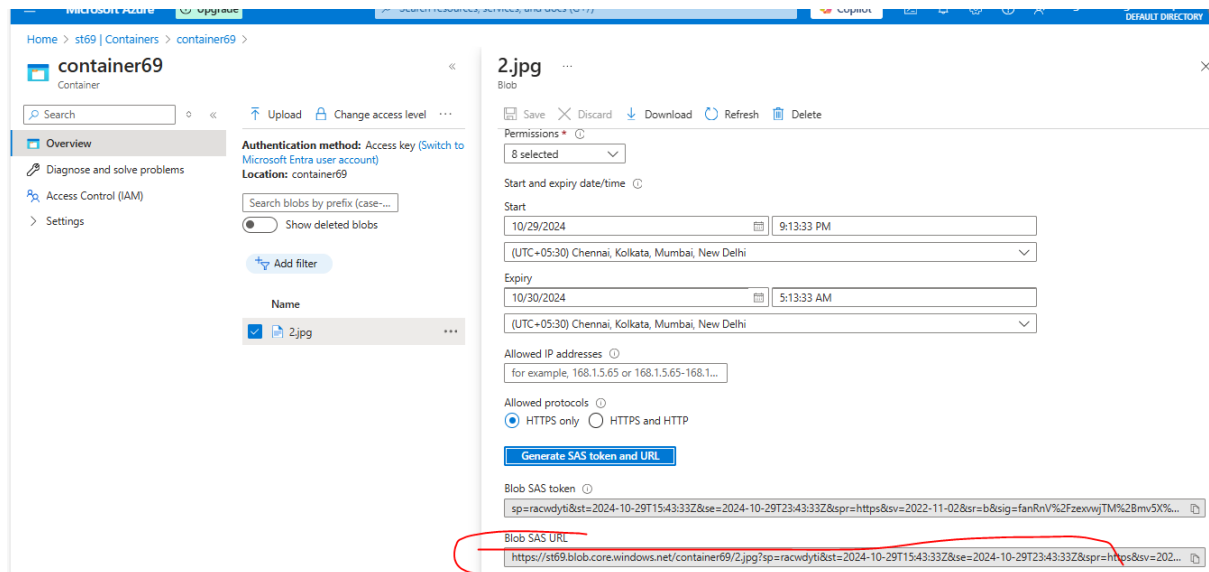 Microsoft Azure
Upgrade
Search resources, services, and docs (G+/)
Copilot
DEFAULT DIRECTORY
Home > st69 | Containers > container69 >
container69
Container
Search
Overview
Diagnose and solve problems
Access Control (IAM)
Settings
Upload Change access level ...
Authentication method: Access key (Switch to
Microsoft Entra user account)
Location: container69
Search blobs by prefix (case-...
Show deleted blobs
Add filter
Name
2.jpg ...
2.jpg ...
Blob
Save Discard Download Refresh Delete
Permissions *
8 selected
Start and expiry date/time
Start
10/29/2024 9:13:33 PM
(UTC+05:30) Chennai, Kolkata, Mumbai, New Delhi
Expiry
10/30/2024 5:13:33 AM
(UTC+05:30) Chennai, Kolkata, Mumbai, New Delhi
Allowed IP addresses
for example, 168.1.5.65 or 168.1.5.65-168.1...
Allowed protocols
HTTPS only HTTPS and HTTP
Generate SAS token and URL
Blob SAS token
sp=racwdyti&st=2024-10-29T15:43:33Z&se=2024-10-29T23:43:33Z&spr=https&sv=2022-11-02&sr=b&sig=fanRnV%2FzexvwjTM%2Bmv5X%...
Blob SAS URL
https://st69.blob.core.windows.net/container69/2.jpg?sp=racwdyti&st=2024-10-29T15:43:33Z&se=2024-10-29T23:43:33Z&spr=https&sv=202...